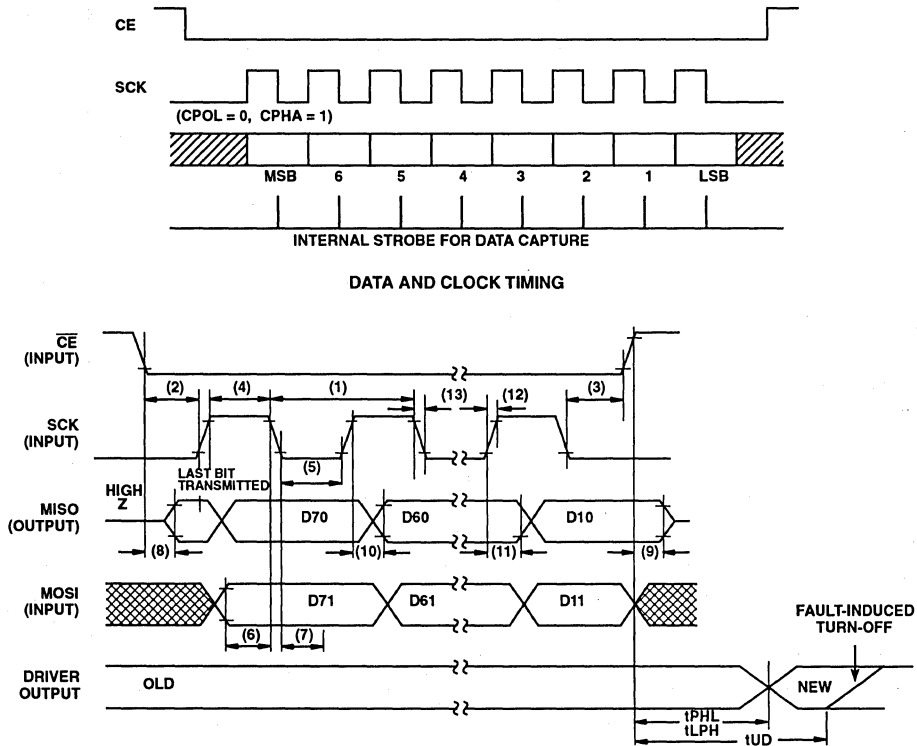 CE
SCK
(CPOL = 0, CPHA = 1)
MSB 6 5 4 3 2 1 LSB
INTERNAL STROBE FOR DATA CAPTURE
DATA AND CLOCK TIMING
CE
(INPUT)
(2) (4) (1) (13) (12) (3)
SCK
(INPUT)
(5)
LAST BIT
TRANSMITTED
HIGH
Z
MISO
(OUTPUT)
D70 D60 D10
(8) (10) (11) (9)
MOSI
(INPUT)
D71 D61 D11
(6) (7)
FAULT-INDUCED
TURN-OFF
DRIVER
OUTPUT
OLD NEW
tPHL
tLPH
tUD